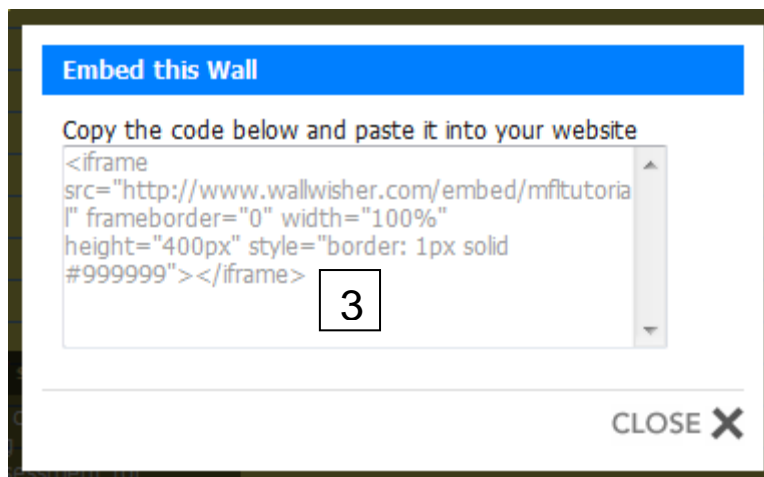 Embed this Wall
Copy the code below and paste it into your website
<iframe
src="http://www.wallwisher.com/embed/mfltutoria
l" frameborder="0" width="100%"
height="400px" style="border: 1px solid
#999999"></iframe>
3
CLOSE